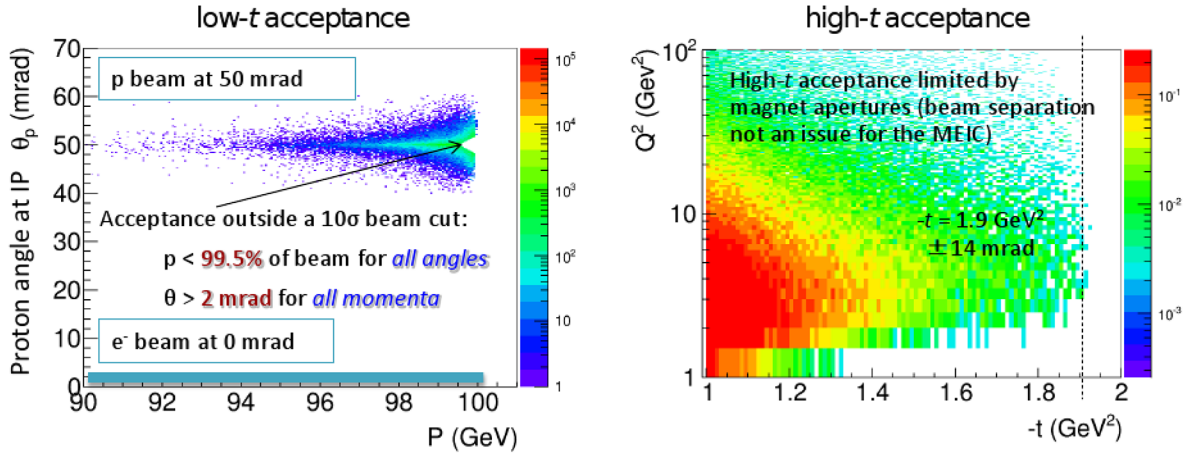 low-t acceptance
70
60
50
40
30
20
10
0
Proton angle at IP θp (mrad)
p beam at 50 mrad
Acceptance outside a 10σ beam cut:
p < 99.5% of beam for all angles
θ > 2 mrad for all momenta
e- beam at 0 mrad
90 92 94 96 98 100
P (GeV)
10⁵
10⁴
10³
10²
10
1
high-t acceptance
Q² (GeV²)
10²
10
1
High-t acceptance limited by
magnet apertures (beam separation
not an issue for the MEIC)
-t = 1.9 GeV²
±14 mrad
1 1.2 1.4 1.6 1.8 2
-t (GeV²)
10⁻¹
10⁻²
10⁻³